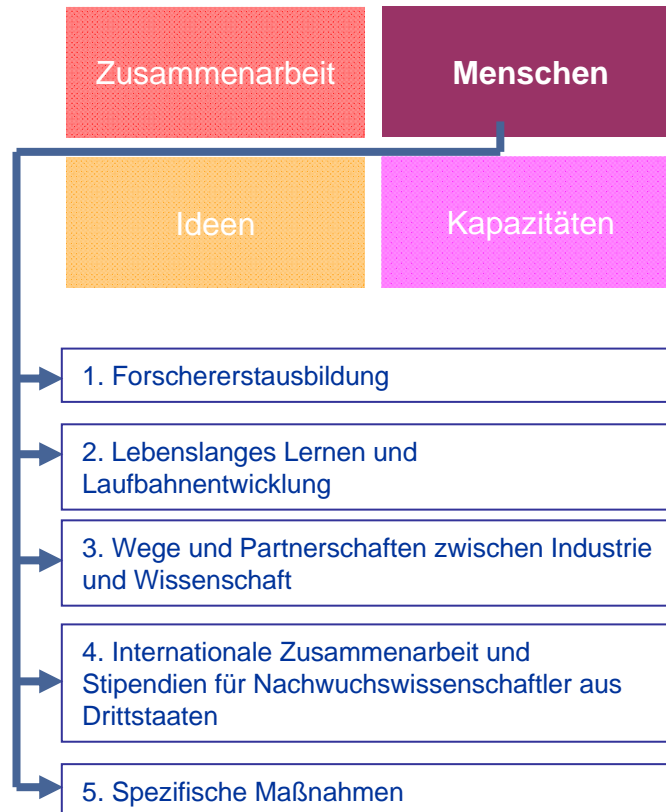 Zusammenarbeit
Menschen
Ideen
Kapazitäten
1. Forschererstausbildung
2. Lebenslanges Lernen und
Laufbahnentwicklung
3. Wege und Partnerschaften zwischen Industrie
und Wissenschaft
4. Internationale Zusammenarbeit und
Stipendien für Nachwuchswissenschaftler aus
Drittstaaten
5. Spezifische Maßnahmen